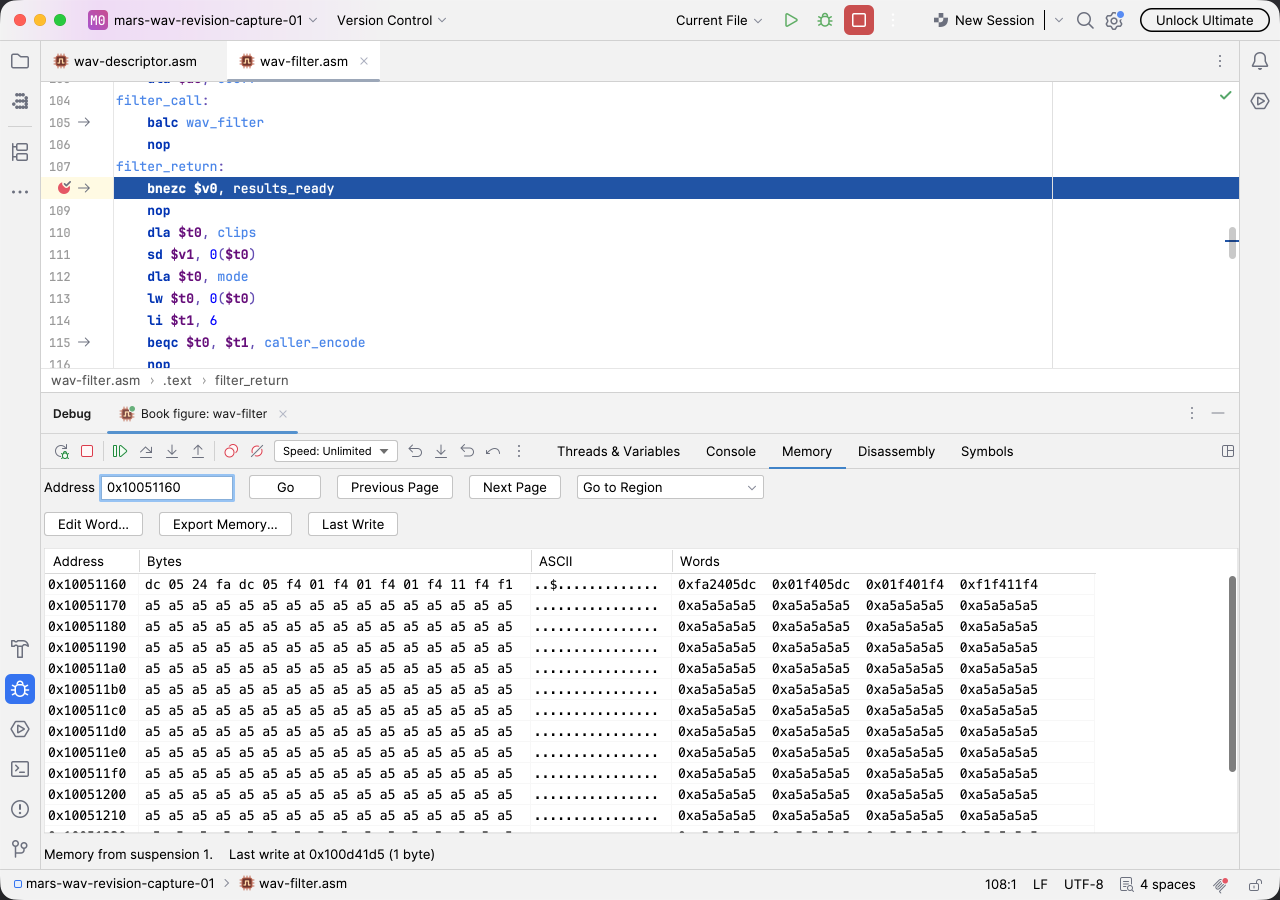 M0 mars-wav-revision-capture-01 Version Control Current File New Session Unlock Ultimate
wav-descriptor.asm wav-filter.asm
104 filter_call:
105 balc wav_filter
106 nop
107 filter_return:
bnezc $v0, results_ready
109 nop
110 dla $t0, clips
111 sd $v1, 0($t0)
112 dla $t0, mode
113 lw $t0, 0($t0)
114 li $t1, 6
115 beqc $t0, $t1, caller_encode
116 nop
wav-filter.asm › .text › filter_return
Debug Book figure: wav-filter
Speed: Unlimited Threads & Variables Console Memory Disassembly Symbols
Address 0x10051160 Go Previous Page Next Page Go to Region
Edit Word... Export Memory... Last Write
Address Bytes ASCII Words
0x10051160 dc 05 24 fa dc 05 f4 01 f4 01 f4 01 f4 11 f4 f1 ..$............. 0xfa2405dc 0x01f405dc 0x01f401f4 0xf1f411f4
0x10051170 a5 a5 a5 a5 a5 a5 a5 a5 a5 a5 a5 a5 a5 a5 a5 a5 ................ 0xa5a5a5a5 0xa5a5a5a5 0xa5a5a5a5 0xa5a5a5a5
0x10051180 a5 a5 a5 a5 a5 a5 a5 a5 a5 a5 a5 a5 a5 a5 a5 a5 ................ 0xa5a5a5a5 0xa5a5a5a5 0xa5a5a5a5 0xa5a5a5a5
0x10051190 a5 a5 a5 a5 a5 a5 a5 a5 a5 a5 a5 a5 a5 a5 a5 a5 ................ 0xa5a5a5a5 0xa5a5a5a5 0xa5a5a5a5 0xa5a5a5a5
0x100511a0 a5 a5 a5 a5 a5 a5 a5 a5 a5 a5 a5 a5 a5 a5 a5 a5 ................ 0xa5a5a5a5 0xa5a5a5a5 0xa5a5a5a5 0xa5a5a5a5
0x100511b0 a5 a5 a5 a5 a5 a5 a5 a5 a5 a5 a5 a5 a5 a5 a5 a5 ................ 0xa5a5a5a5 0xa5a5a5a5 0xa5a5a5a5 0xa5a5a5a5
0x100511c0 a5 a5 a5 a5 a5 a5 a5 a5 a5 a5 a5 a5 a5 a5 a5 a5 ................ 0xa5a5a5a5 0xa5a5a5a5 0xa5a5a5a5 0xa5a5a5a5
0x100511d0 a5 a5 a5 a5 a5 a5 a5 a5 a5 a5 a5 a5 a5 a5 a5 a5 ................ 0xa5a5a5a5 0xa5a5a5a5 0xa5a5a5a5 0xa5a5a5a5
0x100511e0 a5 a5 a5 a5 a5 a5 a5 a5 a5 a5 a5 a5 a5 a5 a5 a5 ................ 0xa5a5a5a5 0xa5a5a5a5 0xa5a5a5a5 0xa5a5a5a5
0x100511f0 a5 a5 a5 a5 a5 a5 a5 a5 a5 a5 a5 a5 a5 a5 a5 a5 ................ 0xa5a5a5a5 0xa5a5a5a5 0xa5a5a5a5 0xa5a5a5a5
0x10051200 a5 a5 a5 a5 a5 a5 a5 a5 a5 a5 a5 a5 a5 a5 a5 a5 ................ 0xa5a5a5a5 0xa5a5a5a5 0xa5a5a5a5 0xa5a5a5a5
0x10051210 a5 a5 a5 a5 a5 a5 a5 a5 a5 a5 a5 a5 a5 a5 a5 a5 ................ 0xa5a5a5a5 0xa5a5a5a5 0xa5a5a5a5 0xa5a5a5a5
Memory from suspension 1. Last write at 0x100d41d5 (1 byte)
mars-wav-revision-capture-01 › wav-filter.asm 108:1 LF UTF-8 4 spaces